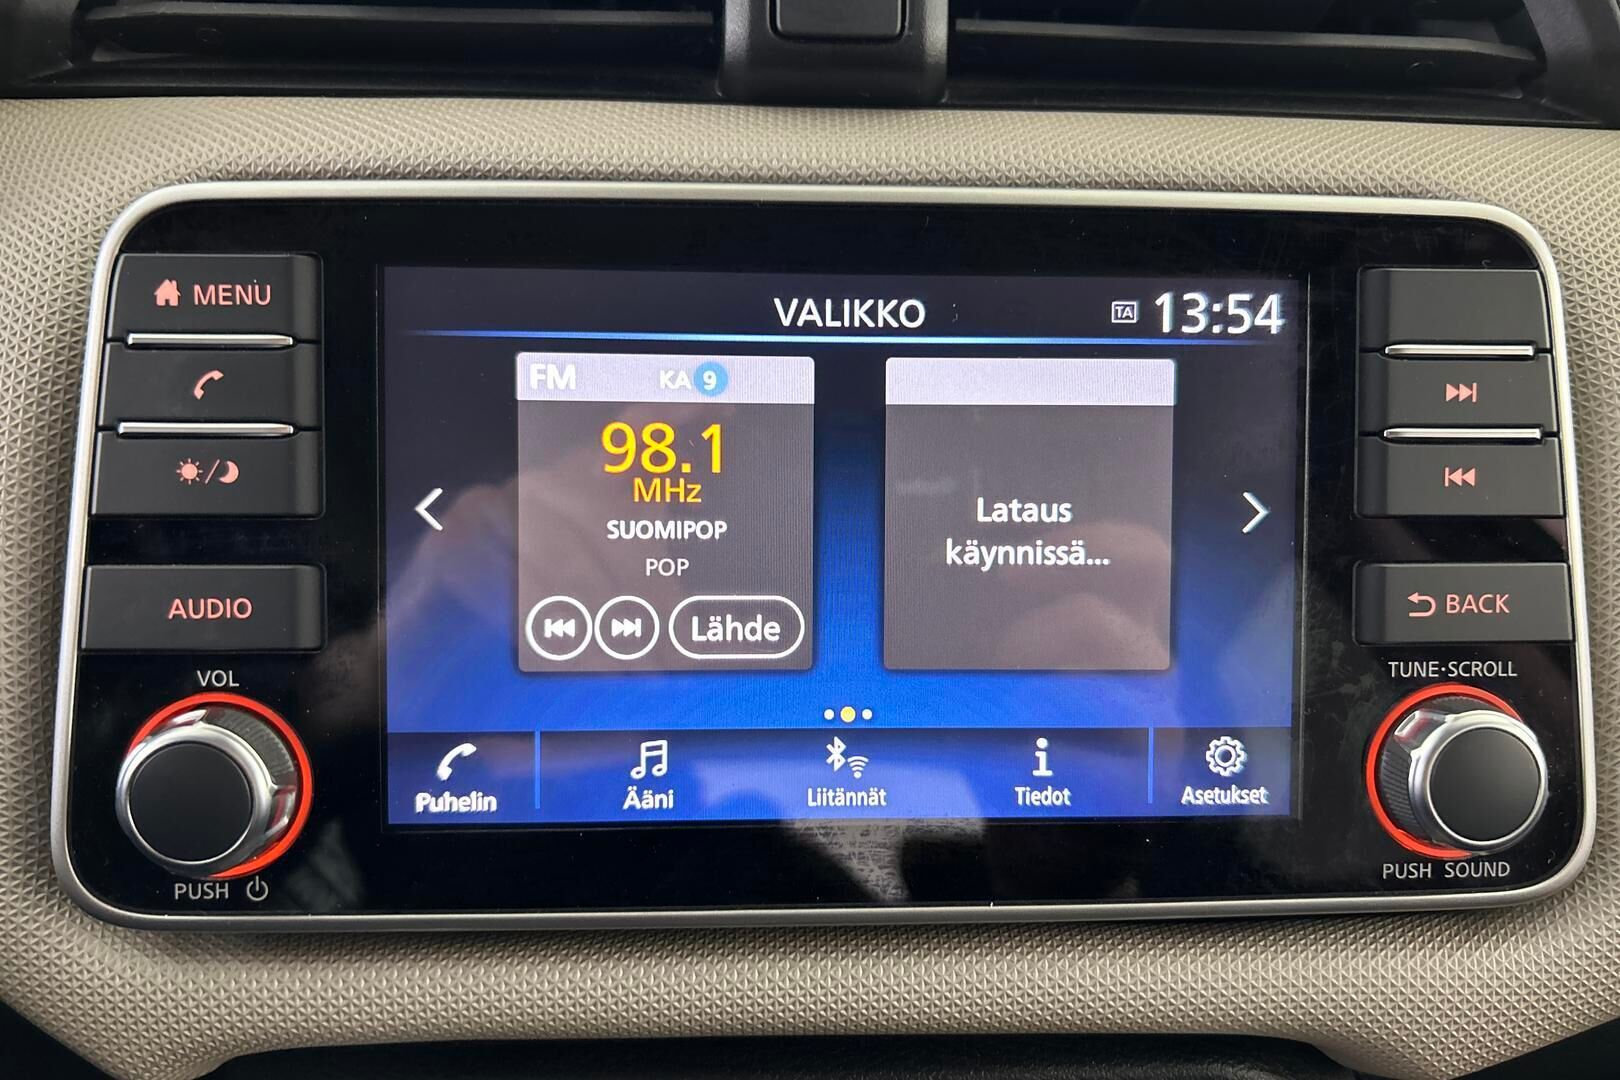 MENU
AUDIO
VOL
PUSH
VALIKKO
TA
13:54
FM
KA 9
98.1
MHz
SUOMIPOP
POP
Lähde
Lataus
käynnissä...
Puhelin
Ääni
Liitännät
Tiedot
Asetukset
BACK
TUNE·SCROLL
PUSH SOUND